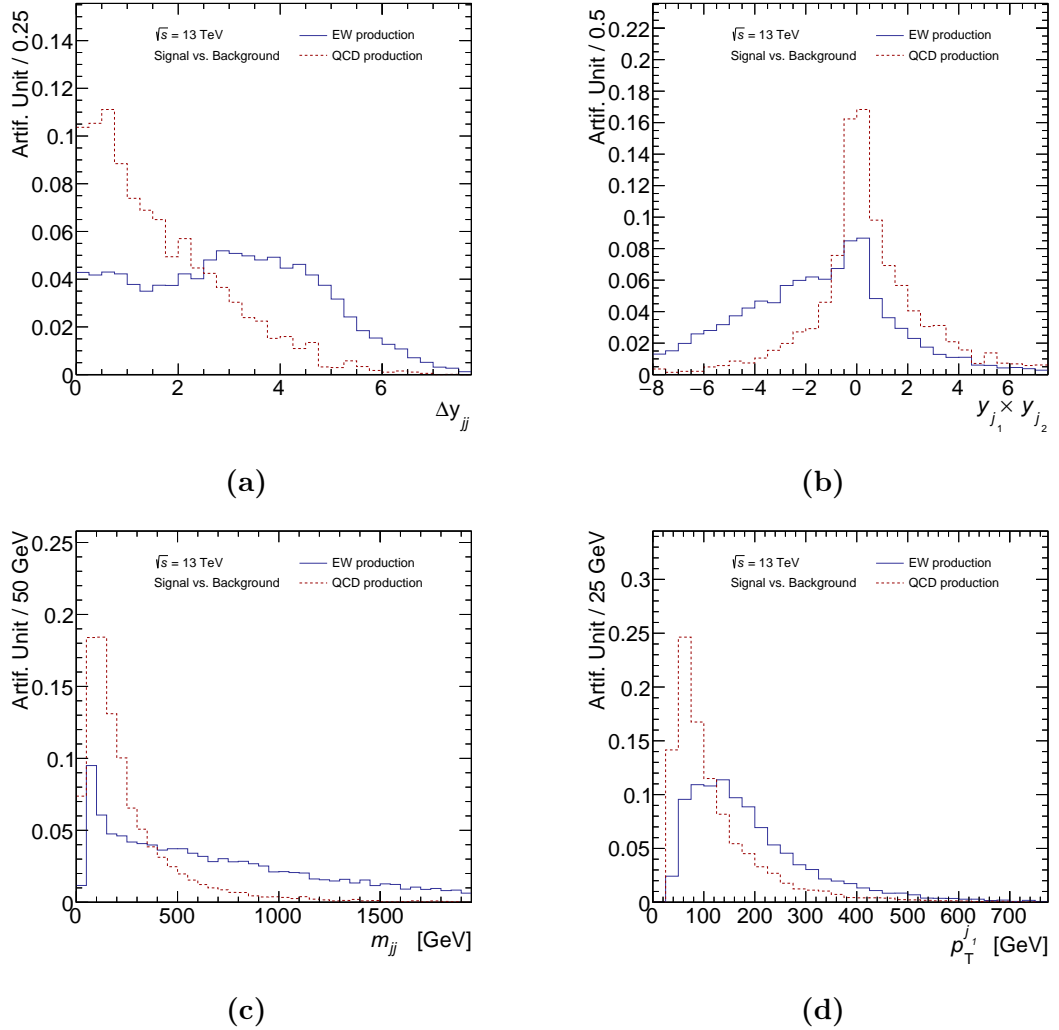 Artif. Unit / 0.25
√s = 13 TeV
Signal vs. Background
EW production
QCD production
0.14
0.12
0.1
0.08
0.06
0.04
0.02
0
0 2 4 6
Δy_jj
(a)
Artif. Unit / 0.5
√s = 13 TeV
Signal vs. Background
EW production
QCD production
0.22
0.2
0.18
0.16
0.14
0.12
0.1
0.08
0.06
0.04
0.02
0
−8 −6 −4 −2 0 2 4 6
y_j_1 × y_j_2
(b)
Artif. Unit / 50 GeV
√s = 13 TeV
Signal vs. Background
EW production
QCD production
0.25
0.2
0.15
0.1
0.05
0
0 500 1000 1500
m_jj [GeV]
(c)
Artif. Unit / 25 GeV
√s = 13 TeV
Signal vs. Background
EW production
QCD production
0.3
0.25
0.2
0.15
0.1
0.05
0
0 100 200 300 400 500 600 700
p_T^j_1 [GeV]
(d)